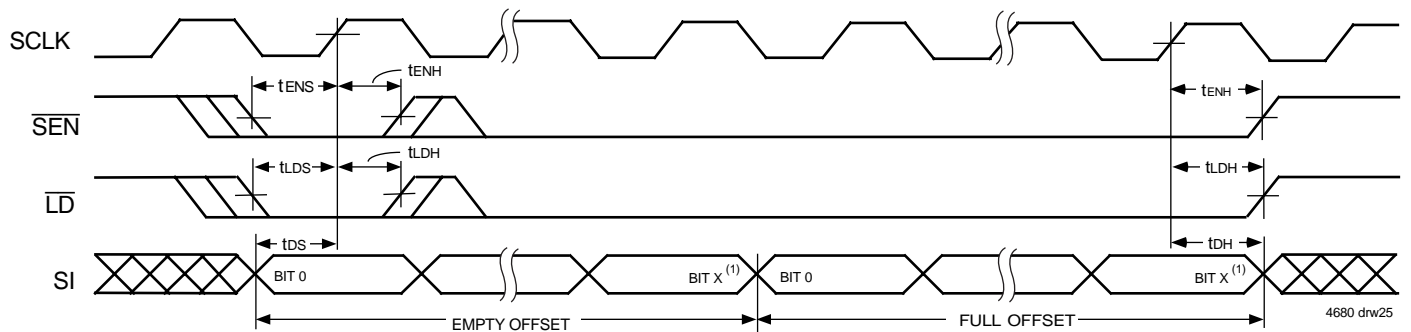 SCLK
tENS
tENH
tENH
SEN
tLDS
tLDH
tLDH
LD
tDS
tDH
SI
BIT 0
BIT X (1)
BIT 0
BIT X (1)
EMPTY OFFSET
FULL OFFSET
4680 drw25